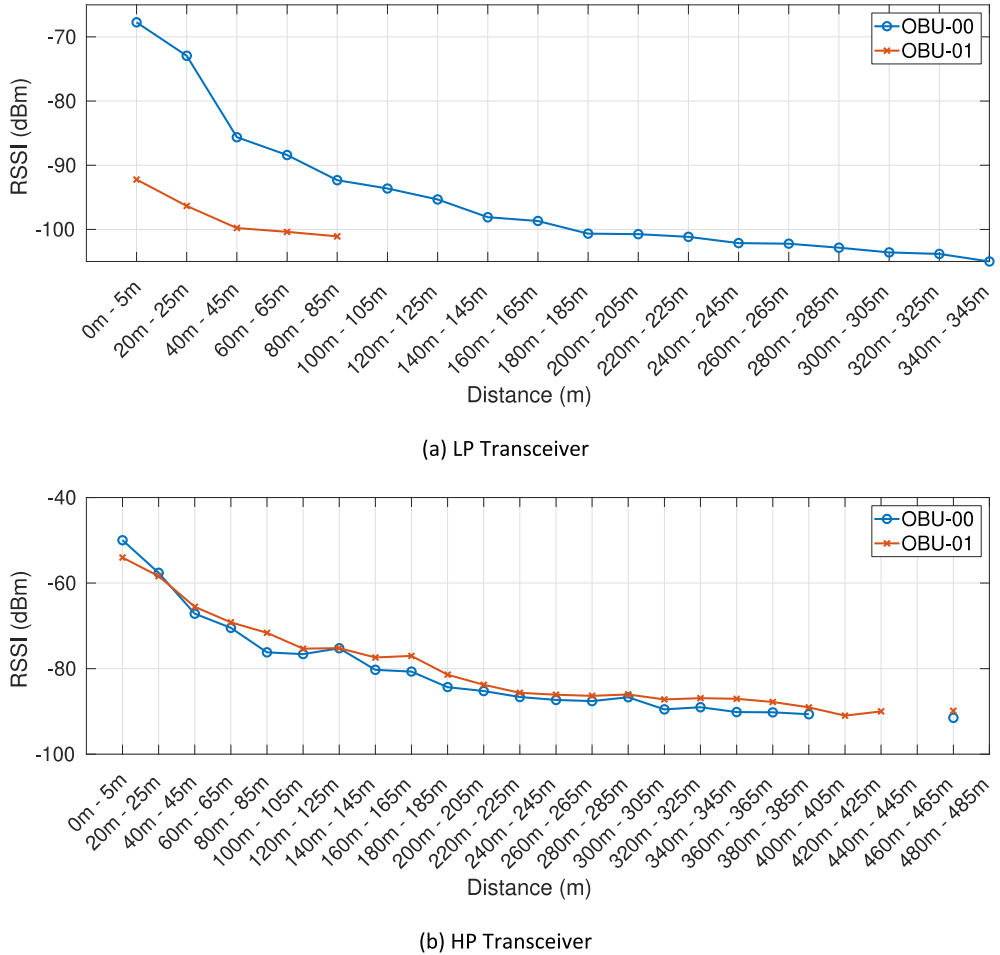 -70
-80
-90
-100
RSSI (dBm)
OBU-00
OBU-01
0m - 5m
20m - 25m
40m - 45m
60m - 65m
80m - 85m
100m - 105m
120m - 125m
140m - 145m
160m - 165m
180m - 185m
200m - 205m
220m - 225m
240m - 245m
260m - 265m
280m - 285m
300m - 305m
320m - 325m
340m - 345m
Distance (m)
(a) LP Transceiver
-40
-60
-80
-100
RSSI (dBm)
OBU-00
OBU-01
0m - 5m
20m - 25m
40m - 45m
60m - 65m
80m - 85m
100m - 105m
120m - 125m
140m - 145m
160m - 165m
180m - 185m
200m - 205m
220m - 225m
240m - 245m
260m - 265m
280m - 285m
300m - 305m
320m - 325m
340m - 345m
360m - 365m
380m - 385m
400m - 405m
420m - 425m
440m - 445m
460m - 465m
480m - 485m
Distance (m)
(b) HP Transceiver